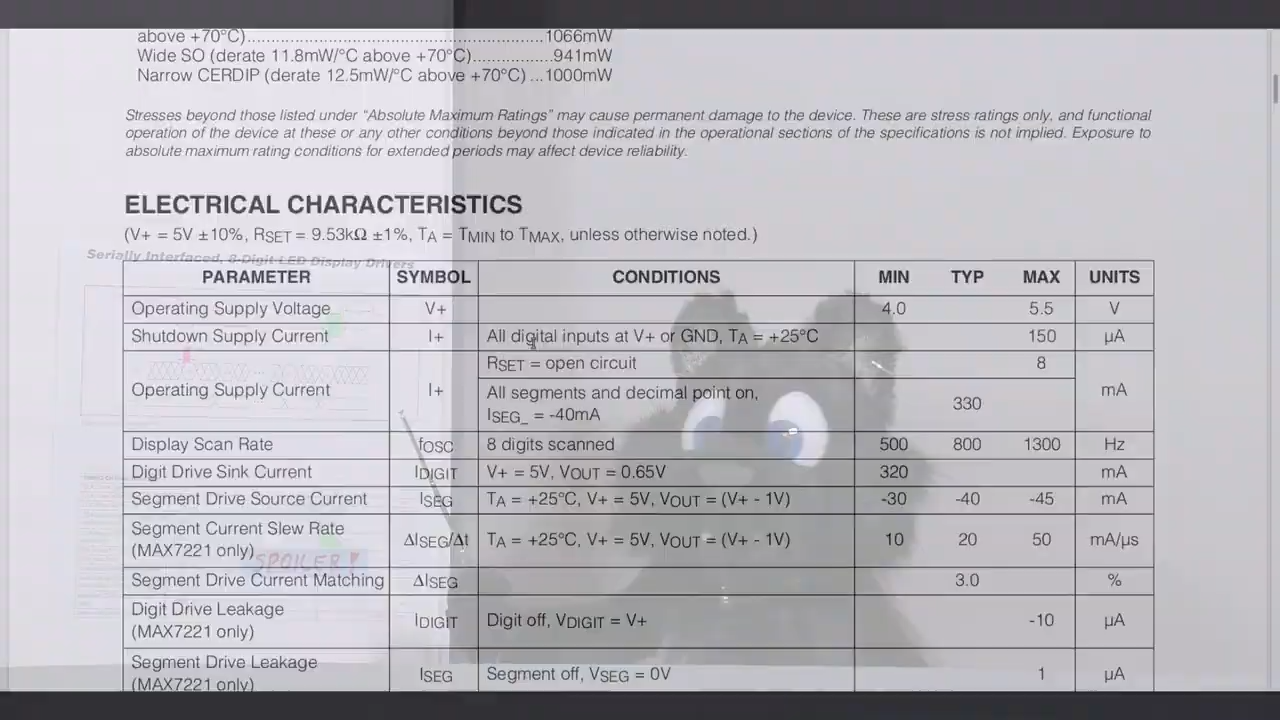 above +70°C)......................................................1066mW
Wide SO (derate 11.8mW/°C above +70°C).................941mW
Narrow CERDIP (derate 12.5mW/°C above +70°C) ...1000mW
Stresses beyond those listed under “Absolute Maximum Ratings” may cause permanent damage to the device. These are stress ratings only, and functional
operation of the device at these or any other conditions beyond those indicated in the operational sections of the specifications is not implied. Exposure to
absolute maximum rating conditions for extended periods may affect device reliability.
ELECTRICAL CHARACTERISTICS
(V+ = 5V ±10%, RSET = 9.53kΩ ±1%, TA = TMIN to TMAX, unless otherwise noted.)
Serially Interfaced, 8-Digit LED Display Drivers
PARAMETER SYMBOL CONDITIONS MIN TYP MAX UNITS
Operating Supply Voltage V+ 4.0 5.5 V
Shutdown Supply Current I+ All digital inputs at V+ or GND, TA = +25°C 150 µA
Operating Supply Current I+ RSET = open circuit 8 mA
All segments and decimal point on,
ISEG_ = -40mA 330
Display Scan Rate fOSC 8 digits scanned 500 800 1300 Hz
Digit Drive Sink Current IDIGIT V+ = 5V, VOUT = 0.65V 320 mA
Segment Drive Source Current ISEG TA = +25°C, V+ = 5V, VOUT = (V+ - 1V) -30 -40 -45 mA
Segment Current Slew Rate
(MAX7221 only) ΔISEG/Δt TA = +25°C, V+ = 5V, VOUT = (V+ - 1V) 10 20 50 mA/µs
SPOILER!
Segment Drive Current Matching ΔISEG 3.0 %
Digit Drive Leakage
(MAX7221 only) IDIGIT Digit off, VDIGIT = V+ -10 µA
Segment Drive Leakage
(MAX7221 only) ISEG Segment off, VSEG = 0V 1 µA